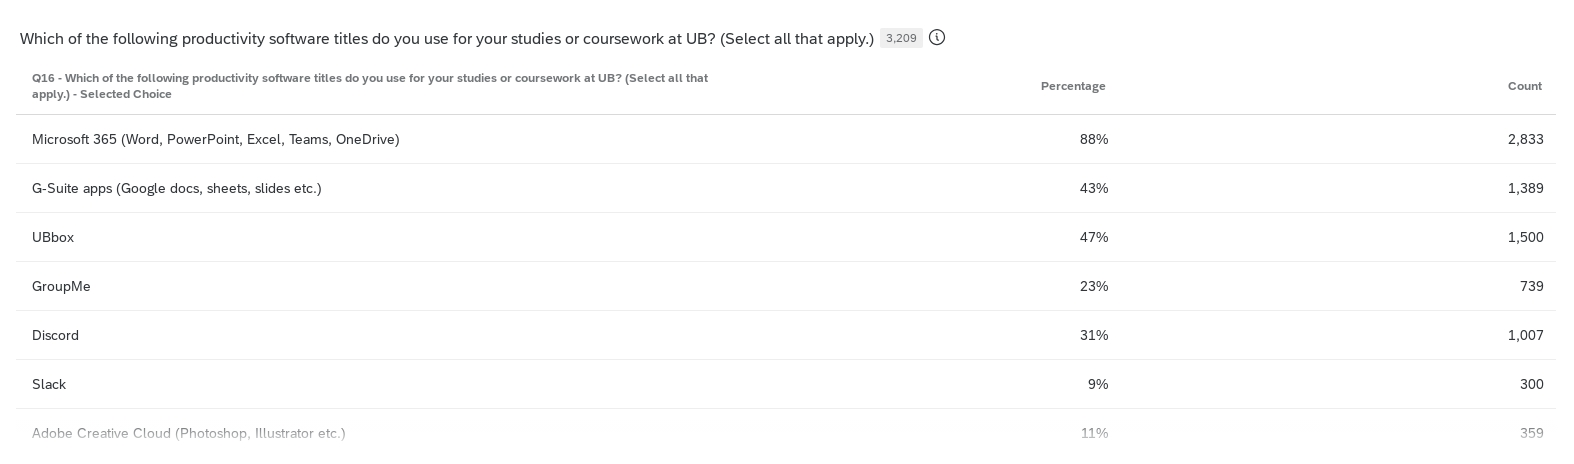 Which of the following productivity software titles do you use for your studies or coursework at UB? (Select all that apply.) 3,209
Q16 - Which of the following productivity software titles do you use for your studies or coursework at UB? (Select all that
apply.) - Selected Choice Percentage Count
Microsoft 365 (Word, PowerPoint, Excel, Teams, OneDrive) 88% 2,833
G-Suite apps (Google docs, sheets, slides etc.) 43% 1,389
UBbox 47% 1,500
GroupMe 23% 739
Discord 31% 1,007
Slack 9% 300
Adobe Creative Cloud (Photoshop, Illustrator etc.) 11% 359